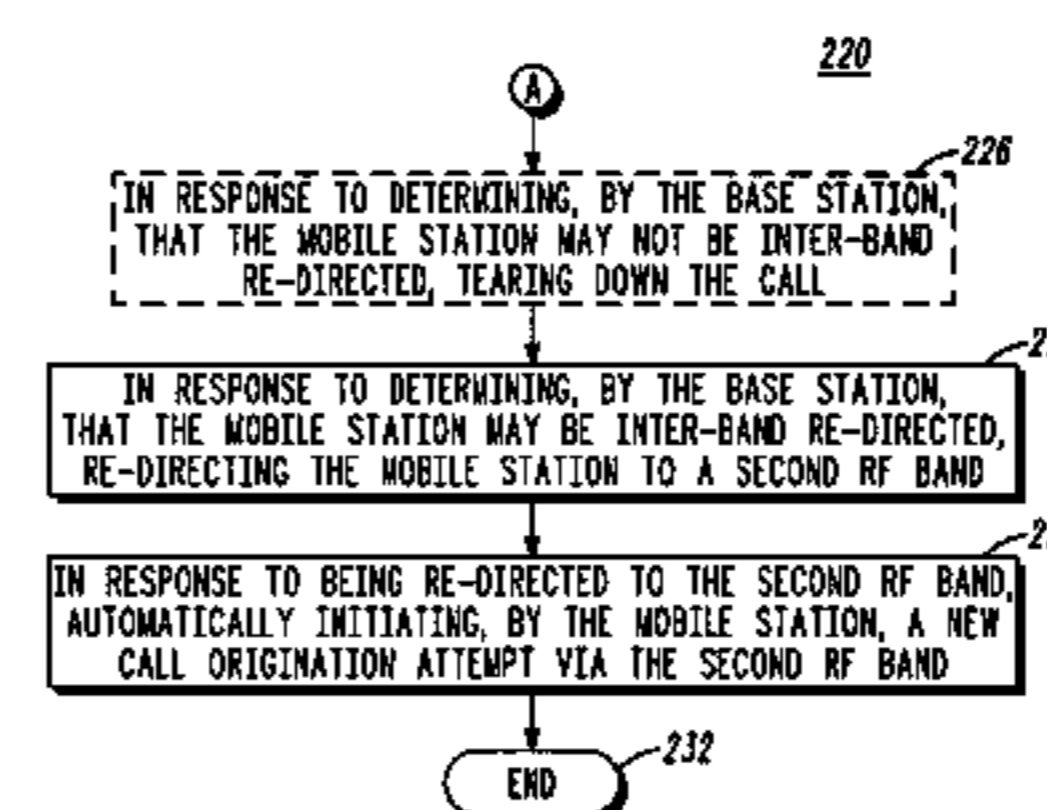 220
A
226
IN RESPONSE TO DETERMINING, BY THE BASE STATION,
THAT THE MOBILE STATION MAY NOT BE INTER-BAND
RE-DIRECTED, TEARING DOWN THE CALL
IN RESPONSE TO DETERMINING, BY THE BASE STATION,
THAT THE MOBILE STATION MAY BE INTER-BAND RE-DIRECTED,
RE-DIRECTING THE MOBILE STATION TO A SECOND RF BAND
IN RESPONSE TO BEING RE-DIRECTED TO THE SECOND RF BAND,
AUTOMATICALLY INITIATING, BY THE MOBILE STATION, A NEW
CALL ORIGINATION ATTEMPT VIA THE SECOND RF BAND
END
232